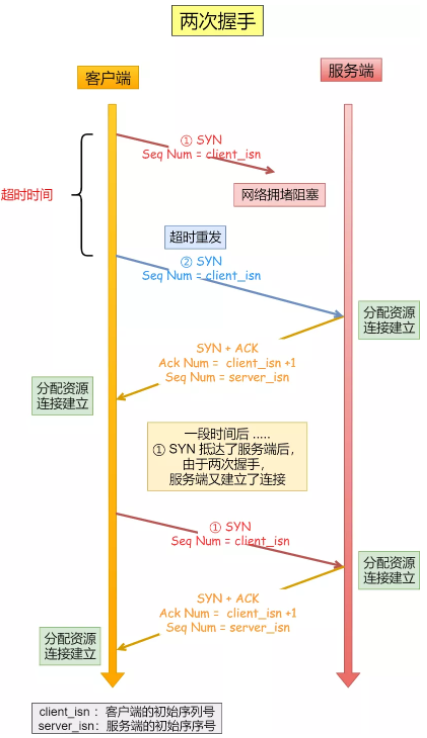 两次握手
客户端
服务端
① SYN
Seq Num = client_isn
超时时间
网络拥堵阻塞
超时重发
② SYN
Seq Num = client_isn
分配资源
连接建立
SYN + ACK
Ack Num = client_isn +1
Seq Num = server_isn
分配资源
连接建立
一段时间后 .....
① SYN 抵达了服务端后,
由于两次握手,
服务端又建立了连接
① SYN
Seq Num = client_isn
分配资源
连接建立
SYN + ACK
Ack Num = client_isn +1
Seq Num = server_isn
分配资源
连接建立
client_isn ：客户端的初始序列号
server_isn：服务端的初始序序号